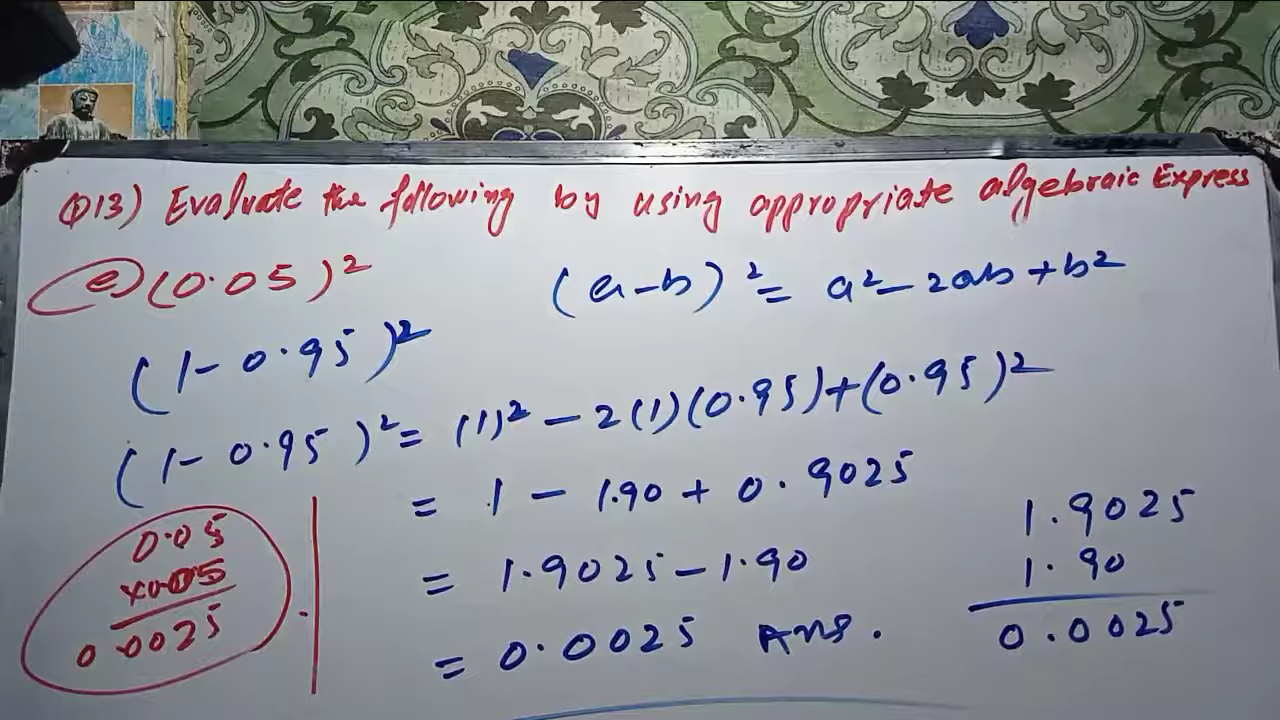 Q13) Evaluate the following by using appropriate algebraic Express
e) (0.05)²
(a-b)² = a² - 2ab + b²
(1 - 0.95)²
(1 - 0.95)² = (1)² - 2(1)(0.95) + (0.95)²
= 1 - 1.90 + 0.9025
= 1.9025 - 1.90
= 0.0025 Ans.
0.05
×0.05
0.0025
1.9025
1.90
0.0025